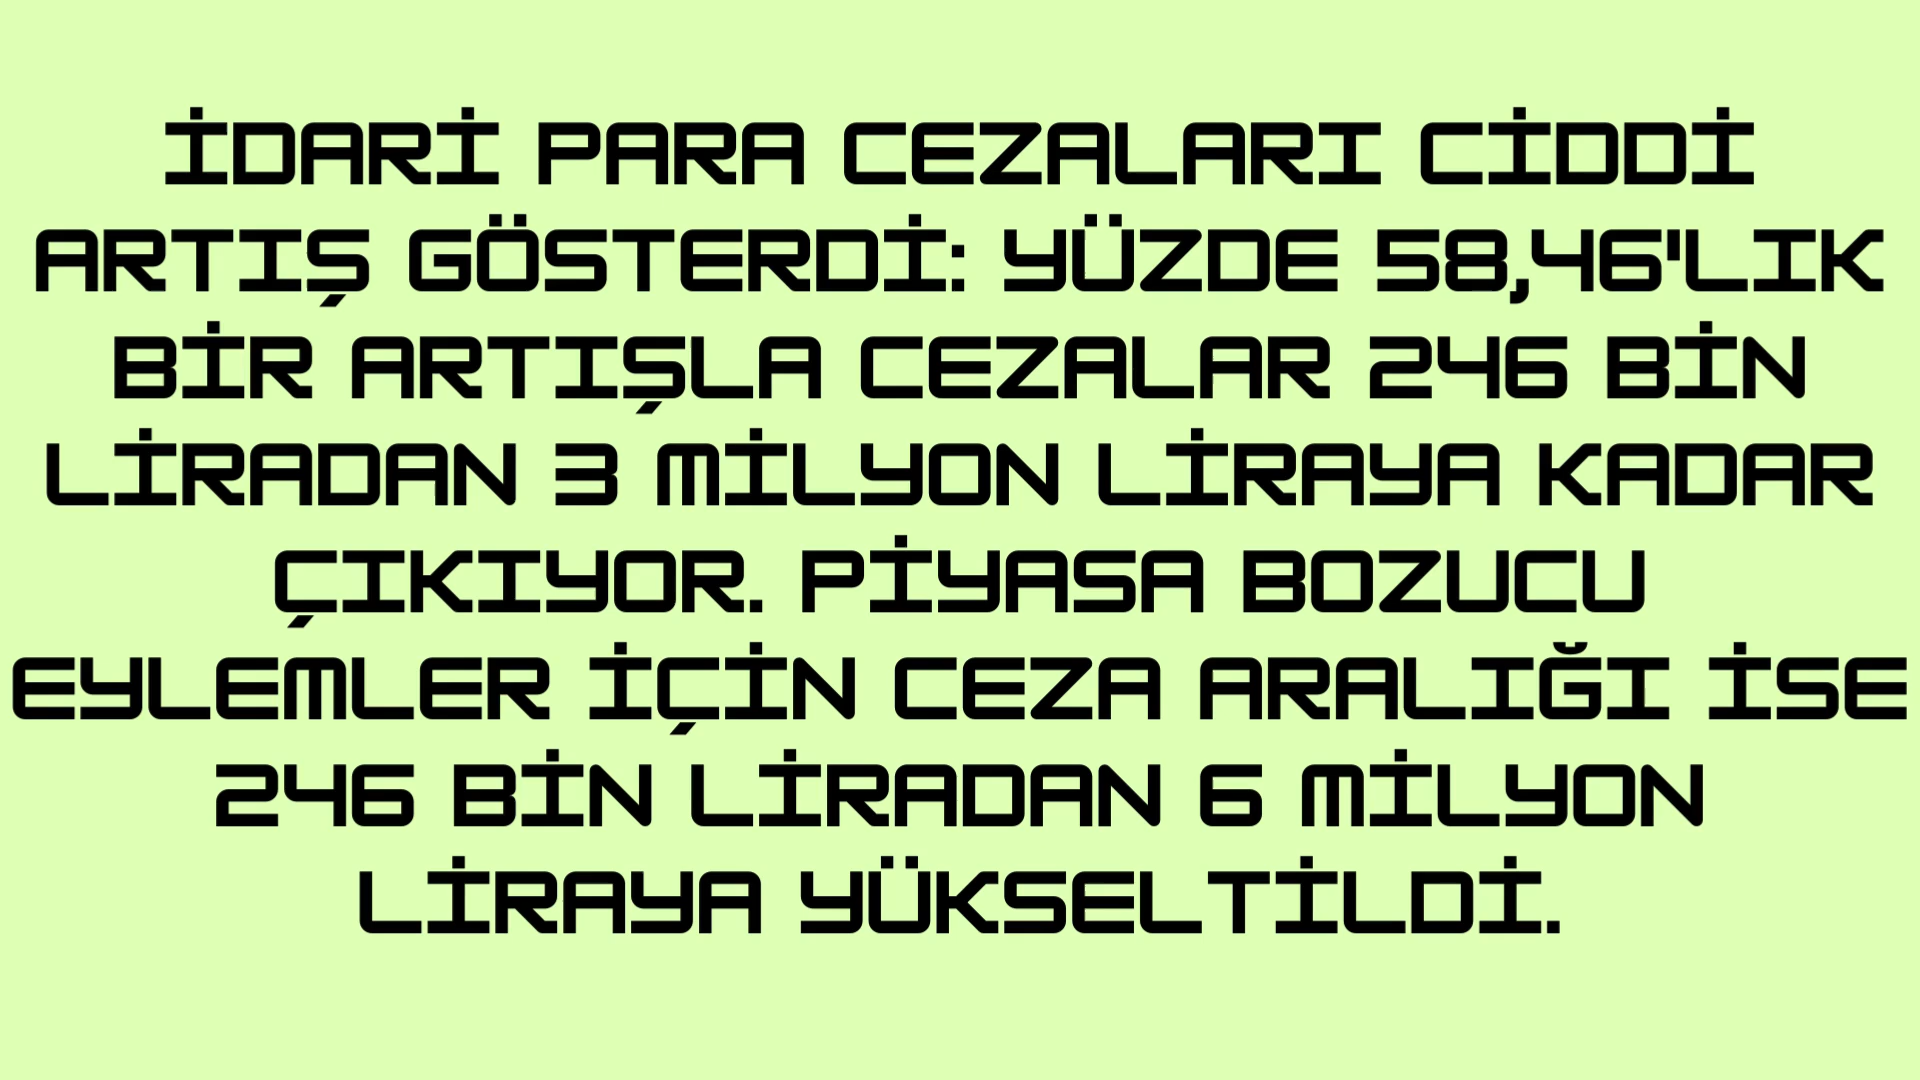 İDARİ PARA CEZALARI CİDDİ
ARTIŞ GÖSTERDİ: YÜZDE 58,46'LIK
BİR ARTIŞLA CEZALAR 246 BİN
LİRADAN 3 MİLYON LİRAYA KADAR
ÇIKIYOR. PİYASA BOZUCU
EYLEMLER İÇİN CEZA ARALIĞI İSE
246 BİN LİRADAN 6 MİLYON
LİRAYA YÜKSELTİLDİ.